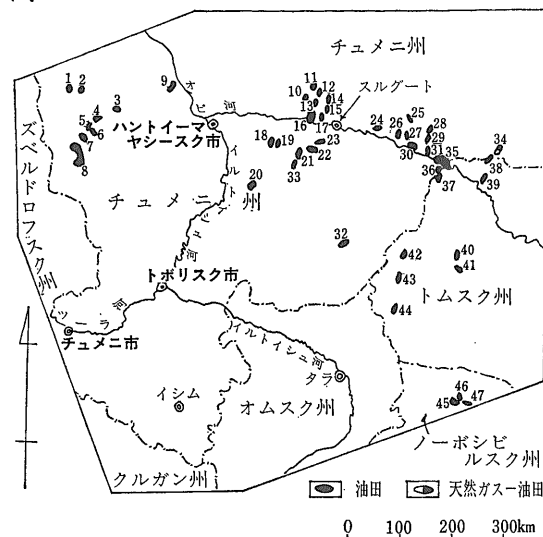 チュメニ州
スルグート
オビ河
ハントイーマ
ヤシースク市
イルトイシュ河
チュメニ州
ズベルドロフスク州
トボリスク市
ツーラ河
チュメニ市
イルトイシュ河
タラ
イシム
オムスク州
トムスク州
ノーボシビ
ルスク州
クルガン州
油田
天然ガスー油田
0 100 200 300km
1 2 3 4 5 6 7 8 9
10 11 12 13 14 15 16 17
18 19 20 21 22 23 33
24 25 26 27 28 29 30 31 35 34
36 37 38 39
32 40 41 42 43 44
45 46 47